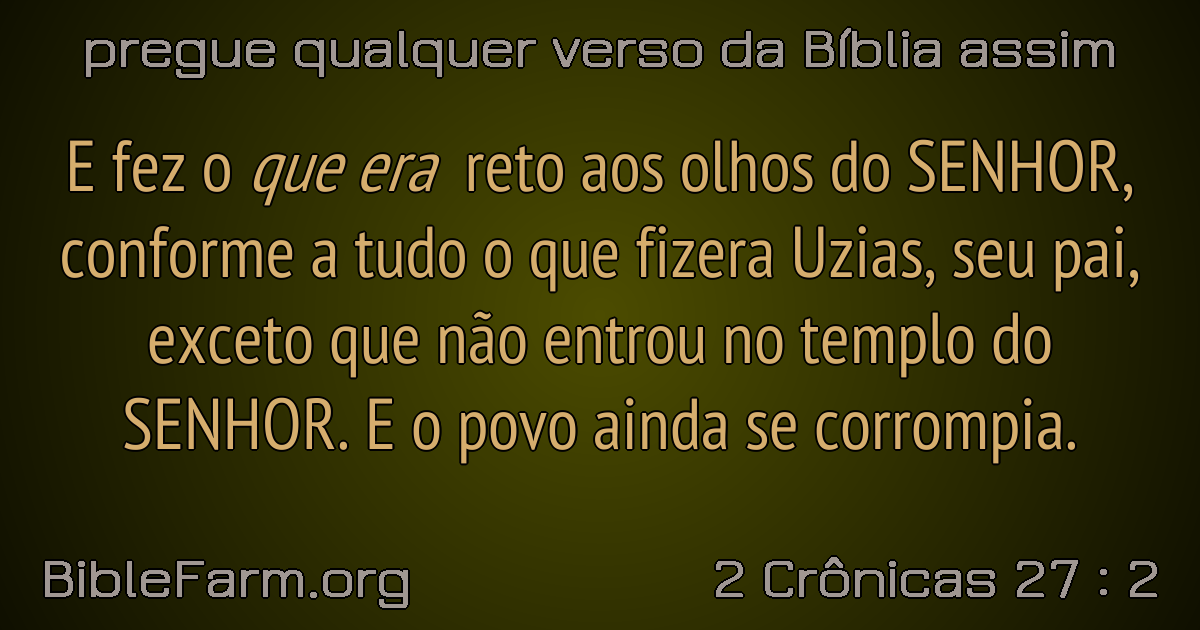 pregue qualquer verso da Bíblia assim
E fez o que era reto aos olhos do SENHOR,
conforme a tudo o que fizera Uzias, seu pai,
exceto que não entrou no templo do
SENHOR. E o povo ainda se corrompia.
BibleFarm.org
2 Crônicas 27 : 2